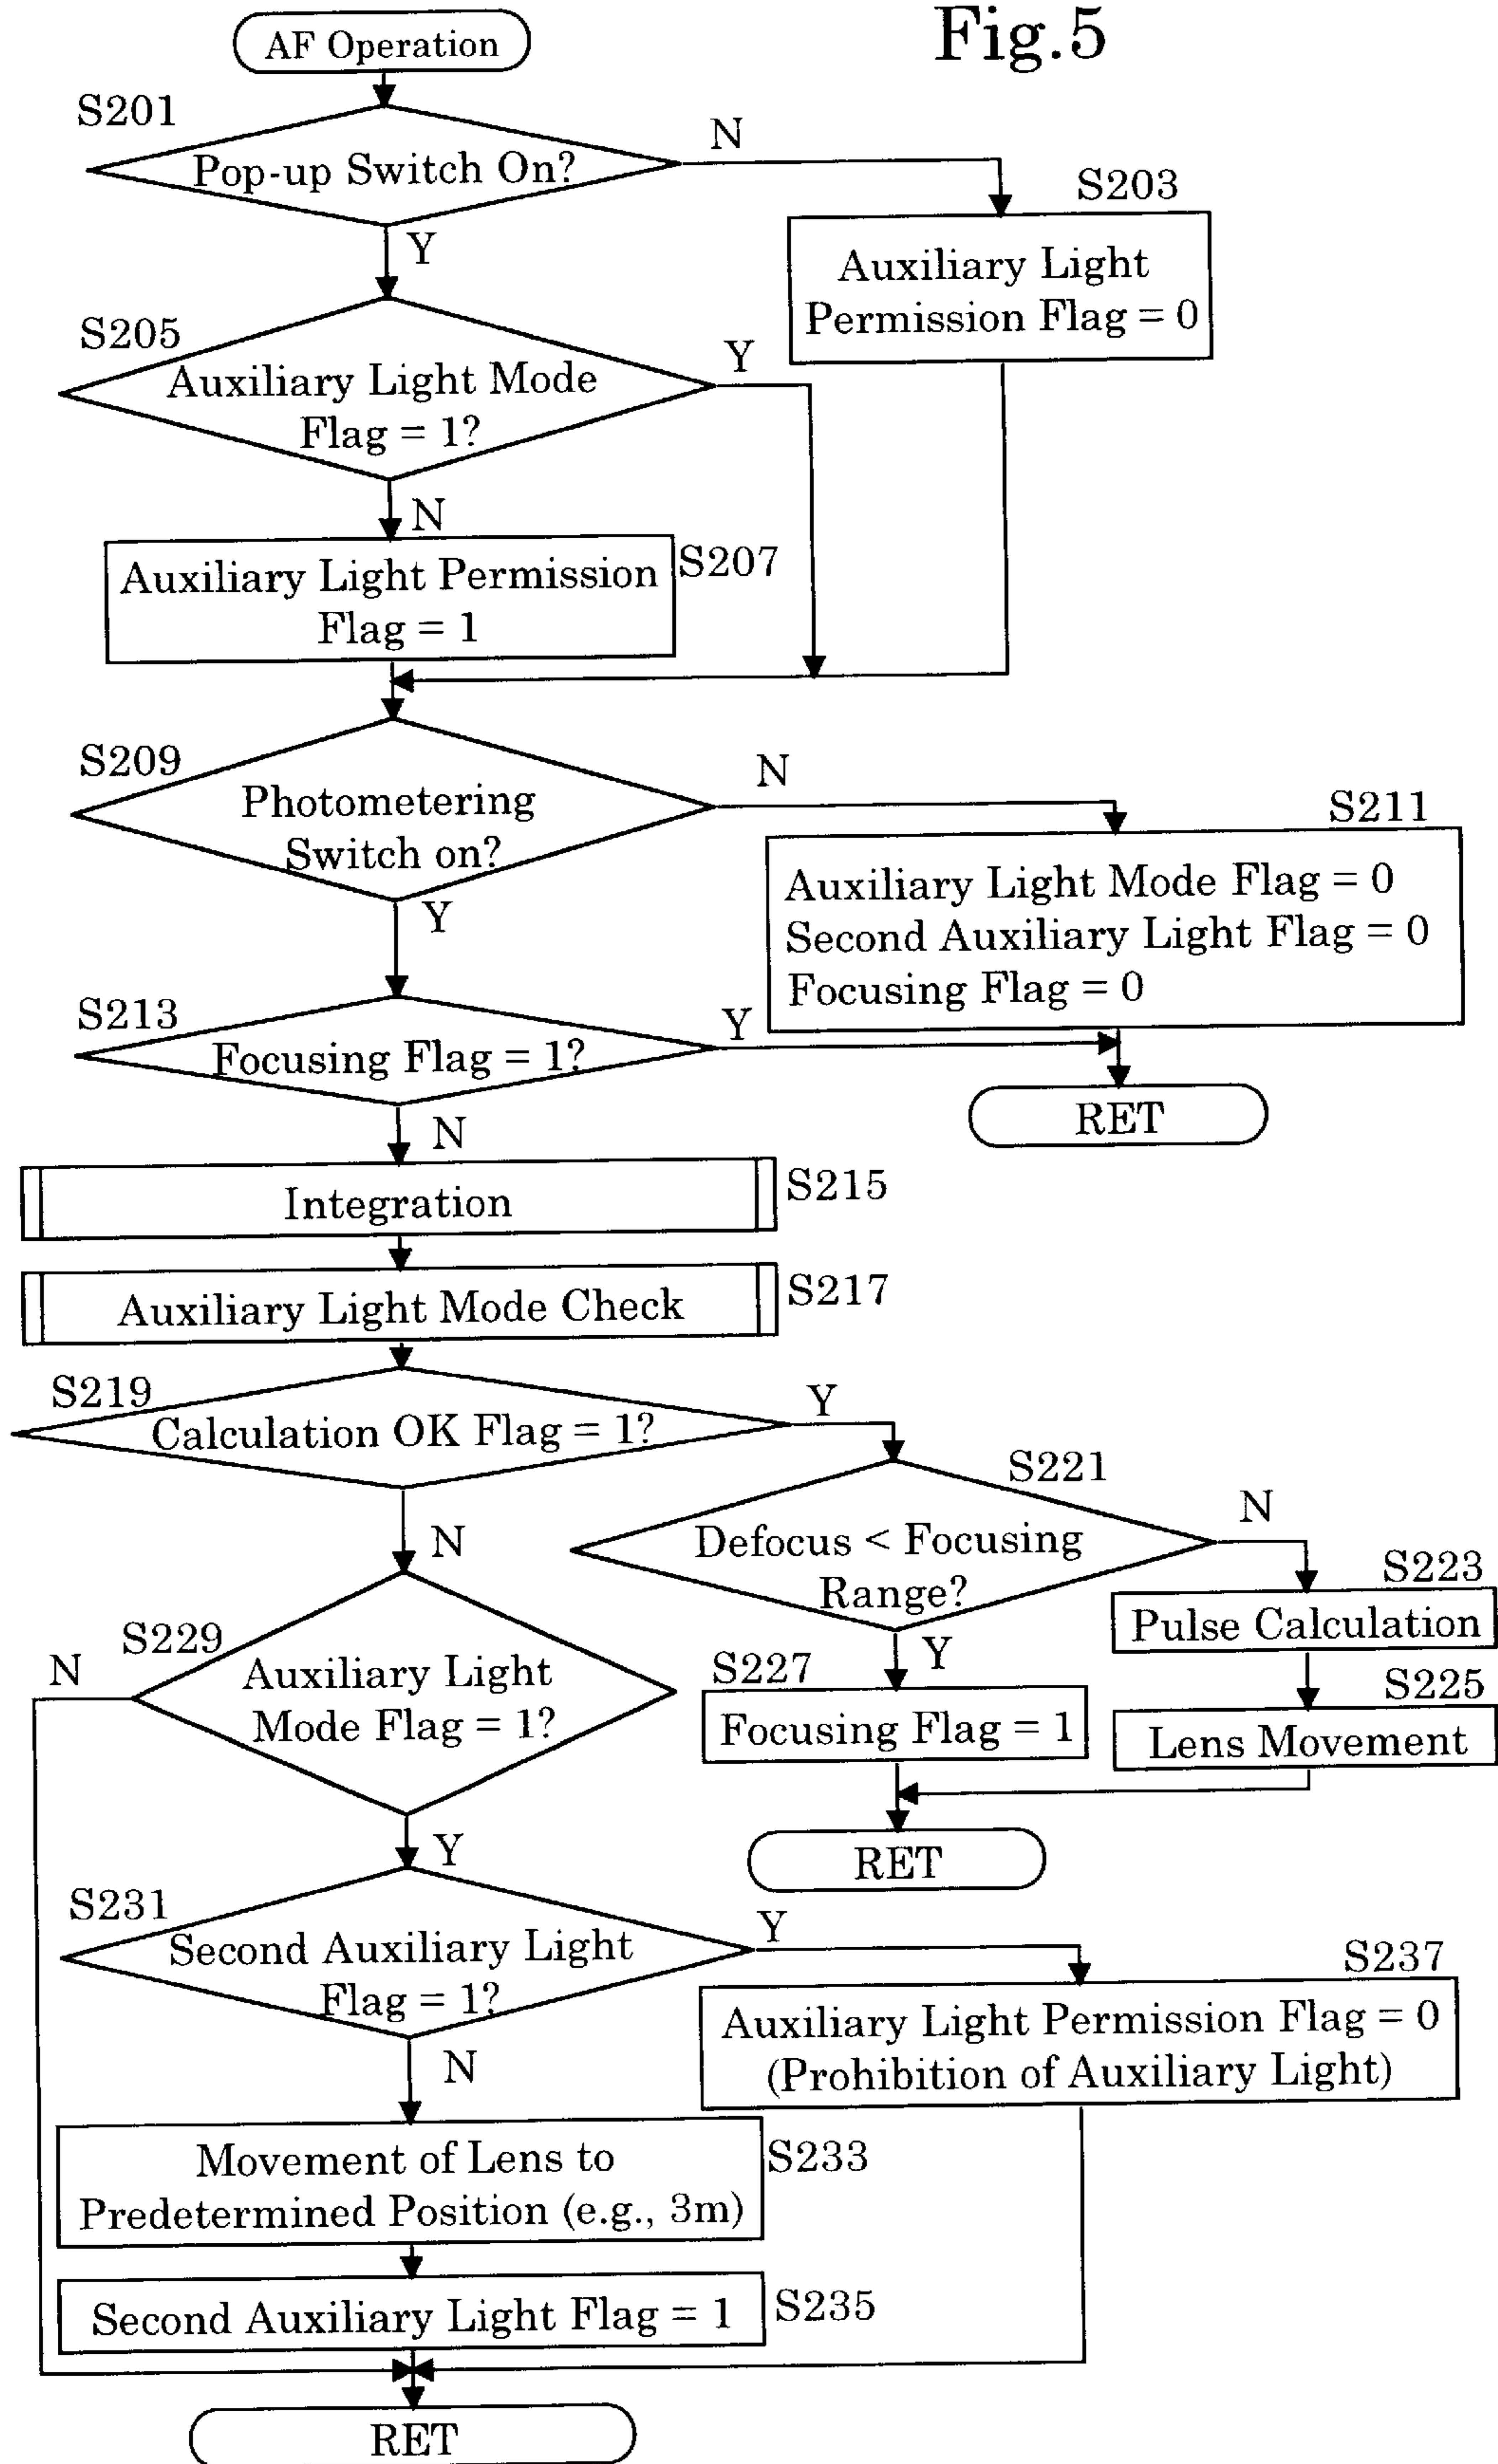 Fig.5
AF Operation
S201
Pop-up Switch On?
N
Y
S203
Auxiliary Light
Permission Flag = 0
S205
Auxiliary Light Mode
Flag = 1?
Y
N
Auxiliary Light Permission
Flag = 1
S207
S209
Photometering
Switch on?
N
Y
S211
Auxiliary Light Mode Flag = 0
Second Auxiliary Light Flag = 0
Focusing Flag = 0
S213
Focusing Flag = 1?
Y
N
RET
Integration
S215
Auxiliary Light Mode Check
S217
S219
Calculation OK Flag = 1?
Y
N
S221
Defocus < Focusing
Range?
N
Y
S223
Pulse Calculation
S225
Lens Movement
S227
Focusing Flag = 1
RET
S229
Auxiliary Light
Mode Flag = 1?
N
Y
S231
Second Auxiliary Light
Flag = 1?
Y
N
S237
Auxiliary Light Permission Flag = 0
(Prohibition of Auxiliary Light)
Movement of Lens to
Predetermined Position (e.g., 3m)
S233
Second Auxiliary Light Flag = 1
S235
RET